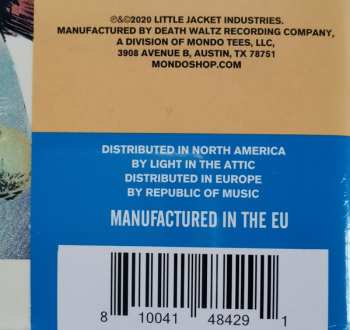 ℗&©2020 LITTLE JACKET INDUSTRIES.
MANUFACTURED BY DEATH WALTZ RECORDING COMPANY,
A DIVISION OF MONDO TEES, LLC,
3908 AVENUE B, AUSTIN, TX 78751
MONDOSHOP.COM
DISTRIBUTED IN NORTH AMERICA
BY LIGHT IN THE ATTIC
DISTRIBUTED IN EUROPE
BY REPUBLIC OF MUSIC
MANUFACTURED IN THE EU
8 10041 48429 1